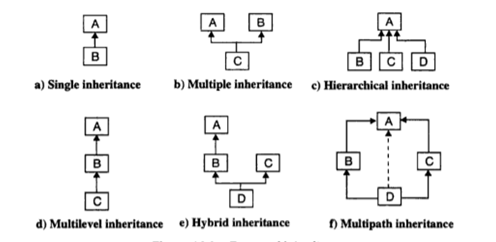 A
B
a) Single inheritance
A B
C
b) Multiple inheritance
A
B C D
c) Hierarchical inheritance
A
B
C
d) Multilevel inheritance
A
B C
D
e) Hybrid inheritance
A
B C
D
f) Multipath inheritance